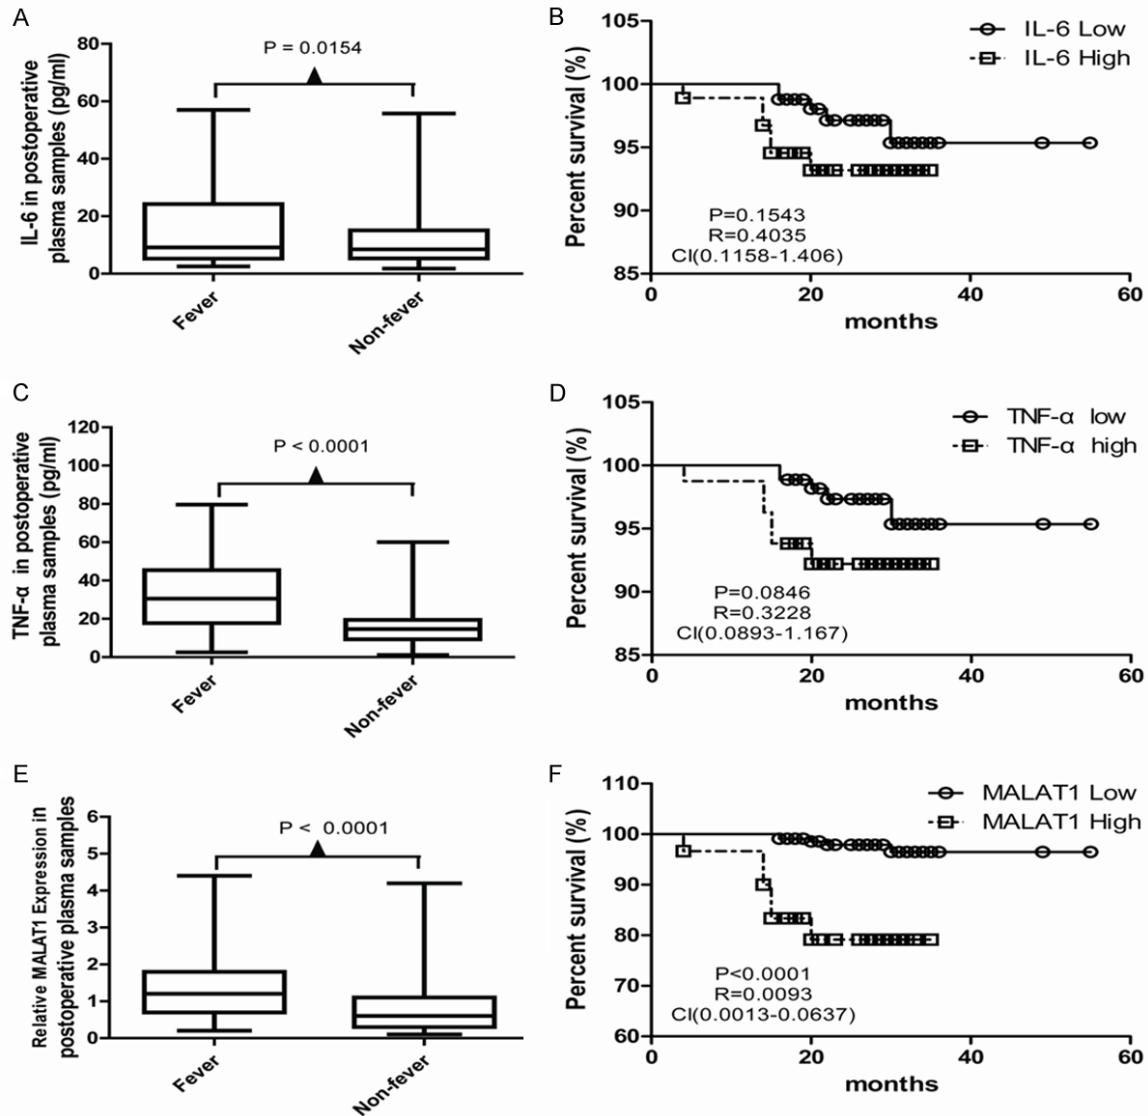 A
IL-6 in postoperative
plasma samples (pg/ml)
80
60
40
20
0
P = 0.0154
Fever
Non-fever
B
Percent survival (%)
105
100
95
90
85
IL-6 Low
IL-6 High
P=0.1543
R=0.4035
CI(0.1158-1.406)
0
20
40
60
months
C
TNF-α in postoperative
plasma samples (pg/ml)
120
100
80
60
40
20
0
P < 0.0001
Fever
Non-fever
D
Percent survival (%)
105
100
95
90
85
TNF-α low
TNF-α high
P=0.0846
R=0.3228
CI(0.0893-1.167)
0
20
40
60
months
E
Relative MALAT1 Expression in
postoperative plasma samples
6
5
4
3
2
1
0
P < 0.0001
Fever
Non-fever
F
Percent survival (%)
110
100
90
80
70
60
MALAT1 Low
MALAT1 High
P<0.0001
R=0.0093
CI(0.0013-0.0637)
0
20
40
60
months